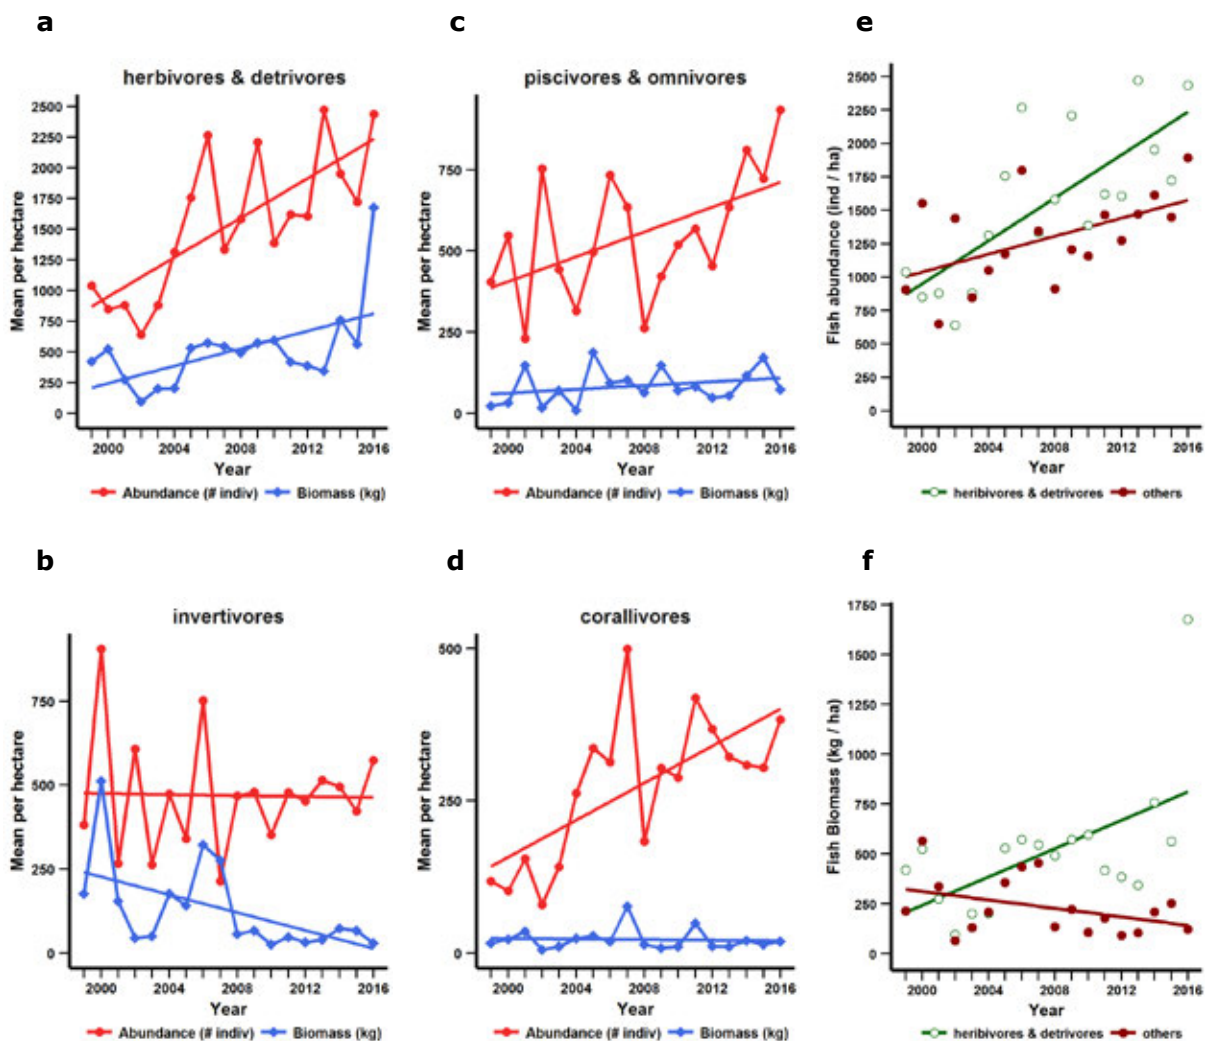 a
herbivores & detrivores
Mean per hectare
2500
2250
2000
1750
1500
1250
1000
750
500
250
0
2000 2004 2008 2012 2016
Year
Abundance (# indiv) Biomass (kg)
c
piscivores & omnivores
Mean per hectare
750
500
250
0
2000 2004 2008 2012 2016
Year
Abundance (# indiv) Biomass (kg)
e
Fish abundance (ind / ha)
2500
2250
2000
1750
1500
1250
1000
750
500
250
0
2000 2004 2008 2012 2016
Year
heribivores & detrivores others
b
invertivores
Mean per hectare
750
500
250
0
2000 2004 2008 2012 2016
Year
Abundance (# indiv) Biomass (kg)
d
corallivores
Mean per hectare
500
250
0
2000 2004 2008 2012 2016
Year
Abundance (# indiv) Biomass (kg)
f
Fish Biomass (kg / ha)
1750
1500
1250
1000
750
500
250
0
2000 2004 2008 2012 2016
Year
heribivores & detrivores others